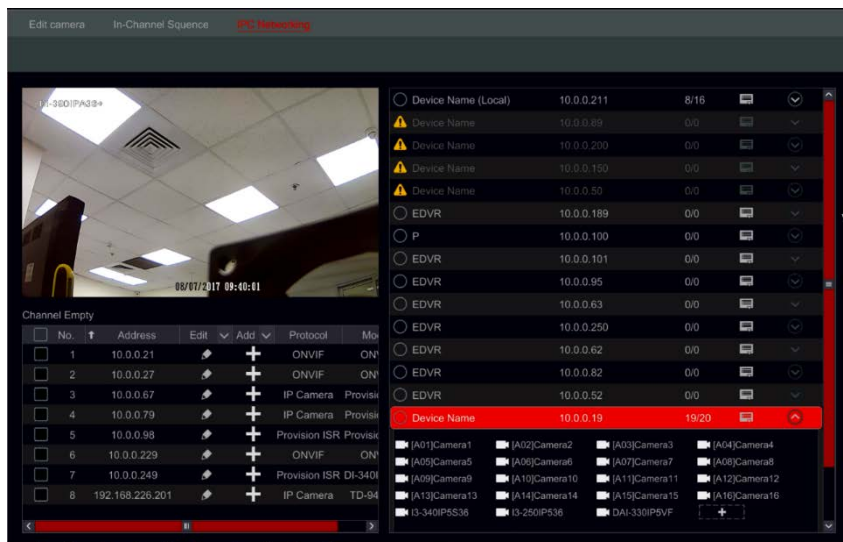 Edit camera In-Channel Squence IPC Networking
08/07/2017 09:40:01
Channel Empty
No. Address Edit Add Protocol
1 10.0.0.21 ONVIF
2 10.0.0.27 ONVIF
3 10.0.0.67 IP Camera
4 10.0.0.79 IP Camera
5 10.0.0.98 Provision ISR
6 10.0.0.229 ONVIF
7 10.0.0.249 Provision ISR DI-340I
8 192.168.226.201 IP Camera TD-94
Device Name (Local) 10.0.0.211 8/16
Device Name 10.0.0.89 0/0
Device Name 10.0.0.200 0/0
Device Name 10.0.0.150 0/0
Device Name 10.0.0.50 0/0
EDVR 10.0.0.189 0/0
P 10.0.0.100 0/0
EDVR 10.0.0.101 0/0
EDVR 10.0.0.95 0/0
EDVR 10.0.0.63 0/0
EDVR 10.0.0.250 0/0
EDVR 10.0.0.62 0/0
EDVR 10.0.0.82 0/0
EDVR 10.0.0.52 0/0
Device Name 10.0.0.19 19/20
[A01]Camera1 [A02]Camera2 [A03]Camera3 [A04]Camera4
[A05]Camera5 [A06]Camera6 [A07]Camera7 [A08]Camera8
[A09]Camera9 [A10]Camera10 [A11]Camera11 [A12]Camera12
[A13]Camera13 [A14]Camera14 [A15]Camera15 [A16]Camera16
I3-340IP5S36 I3-250IP536 DAI-330IP5VF